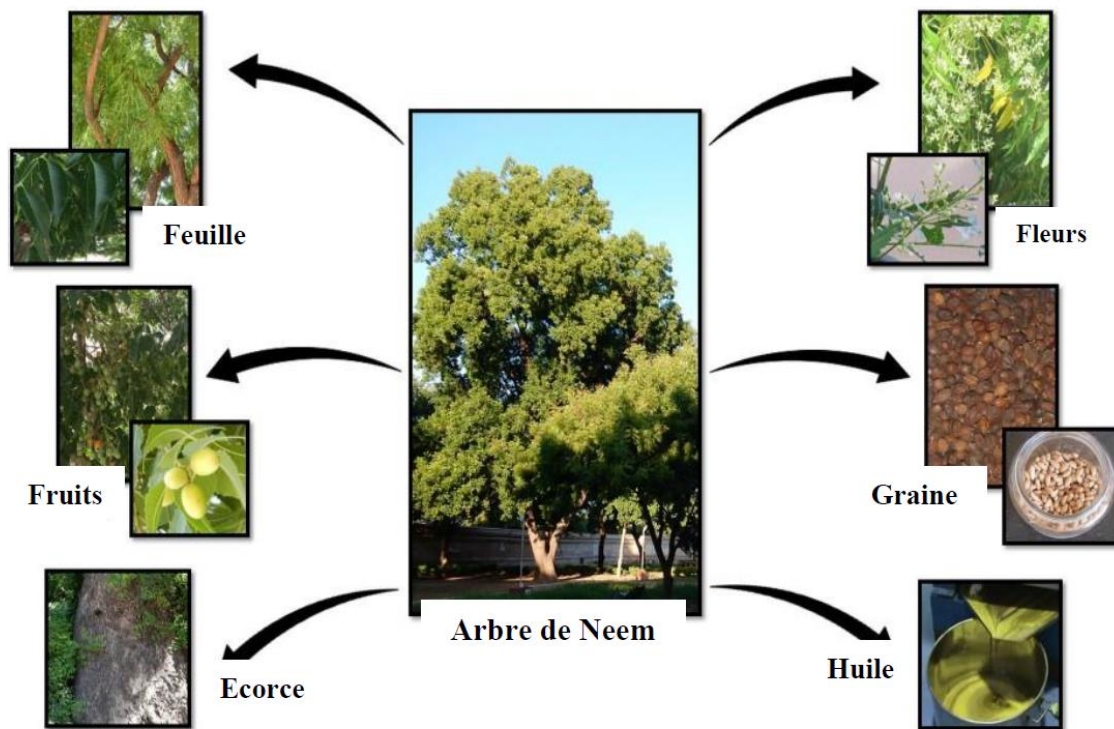 Feuille
Fleurs
Fruits
Graine
Arbre de Neem
Ecorce
Huile